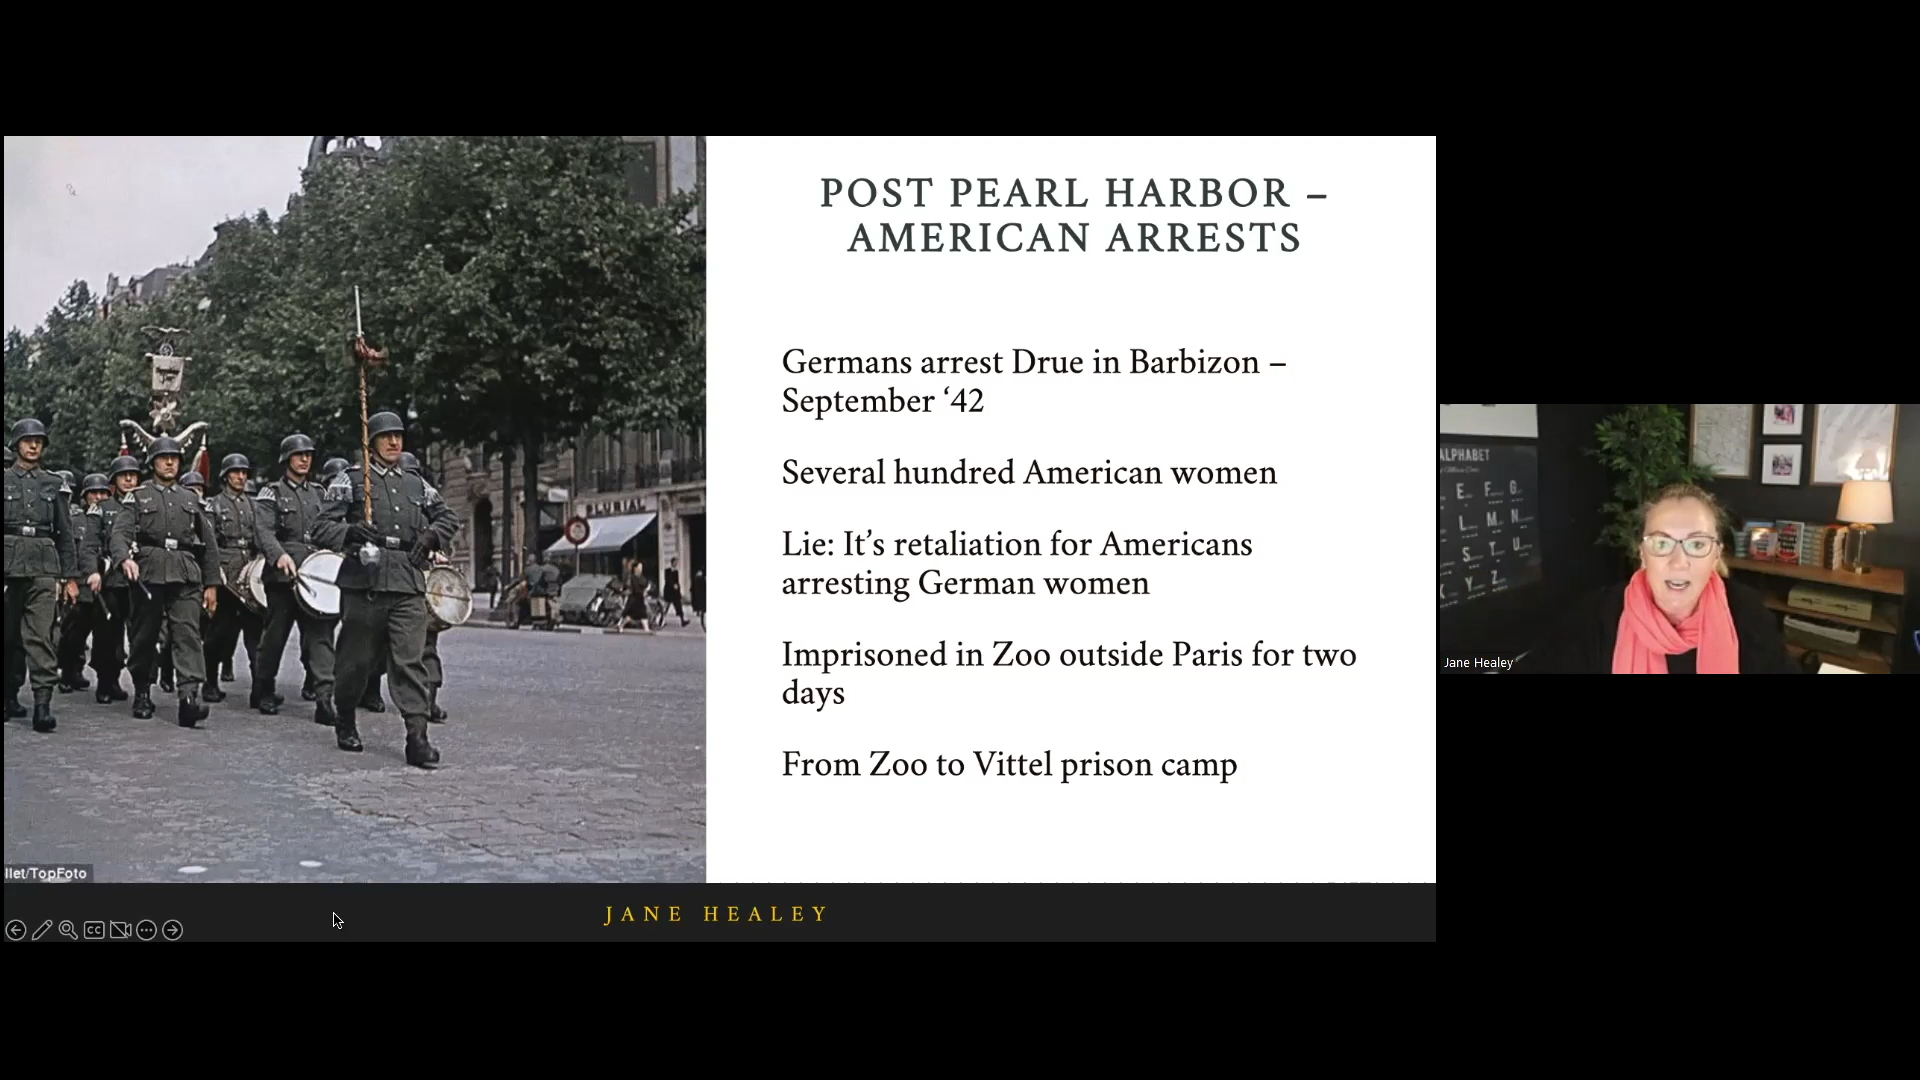 POST PEARL HARBOR –
AMERICAN ARRESTS
Germans arrest Drue in Barbizon –
September ‘42
Several hundred American women
Lie: It’s retaliation for Americans
arresting German women
Imprisoned in Zoo outside Paris for two
days
From Zoo to Vittel prison camp
PLURIAL
llet/TopFoto
JANE HEALEY
CC
ALPHABET
E F G
L M N
S T U
Y Z
Jane Healey